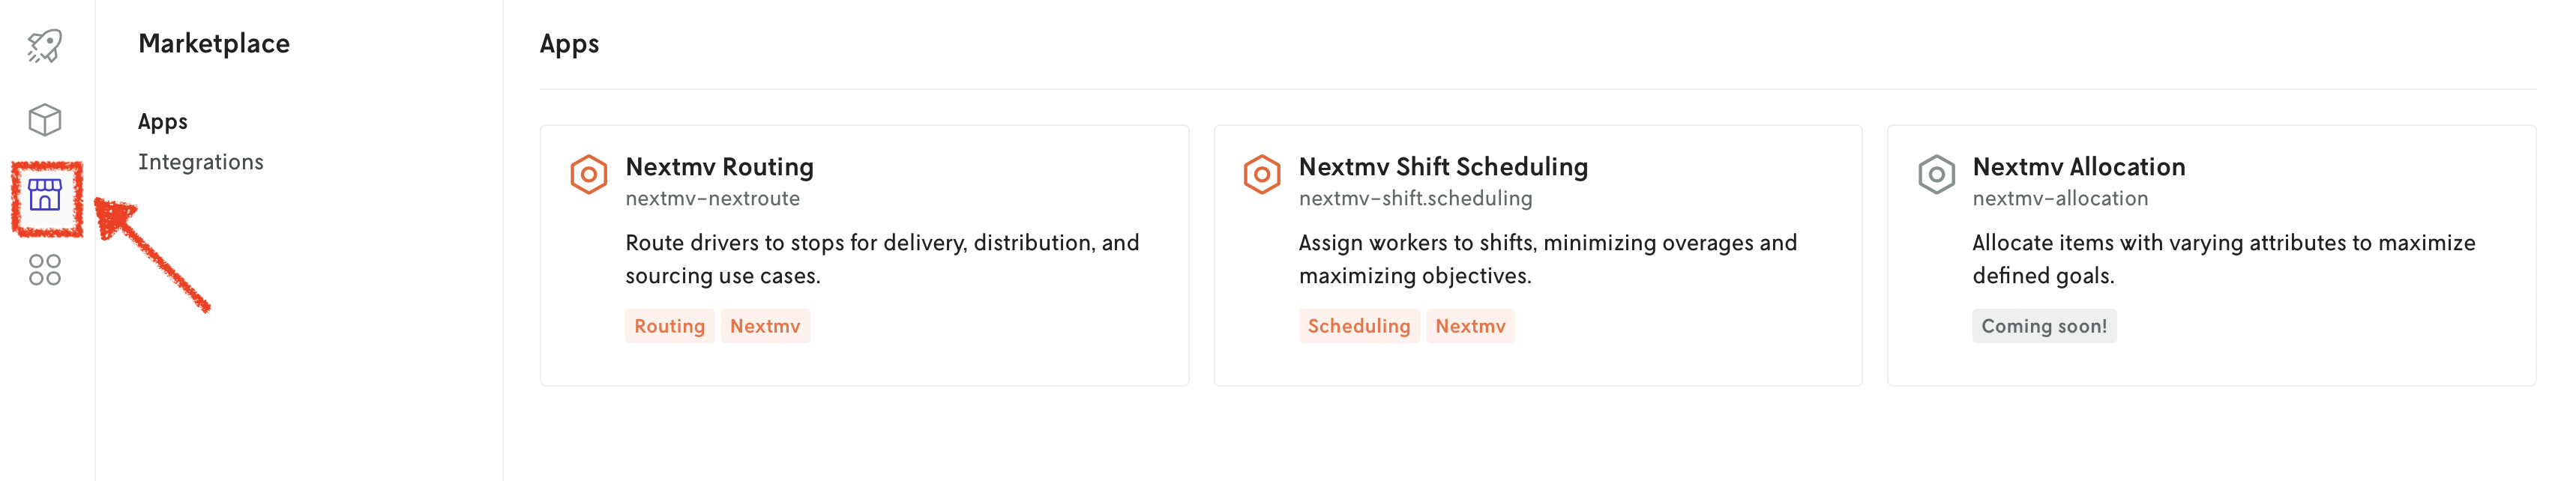 Marketplace
Apps
Integrations
Apps
Nextmv Routing
nextmv-nextroute
Route drivers to stops for delivery, distribution, and
sourcing use cases.
Routing Nextmv
Nextmv Shift Scheduling
nextmv-shift.scheduling
Assign workers to shifts, minimizing overages and
maximizing objectives.
Scheduling Nextmv
Nextmv Allocation
nextmv-allocation
Allocate items with varying attributes to maximize
defined goals.
Coming soon!